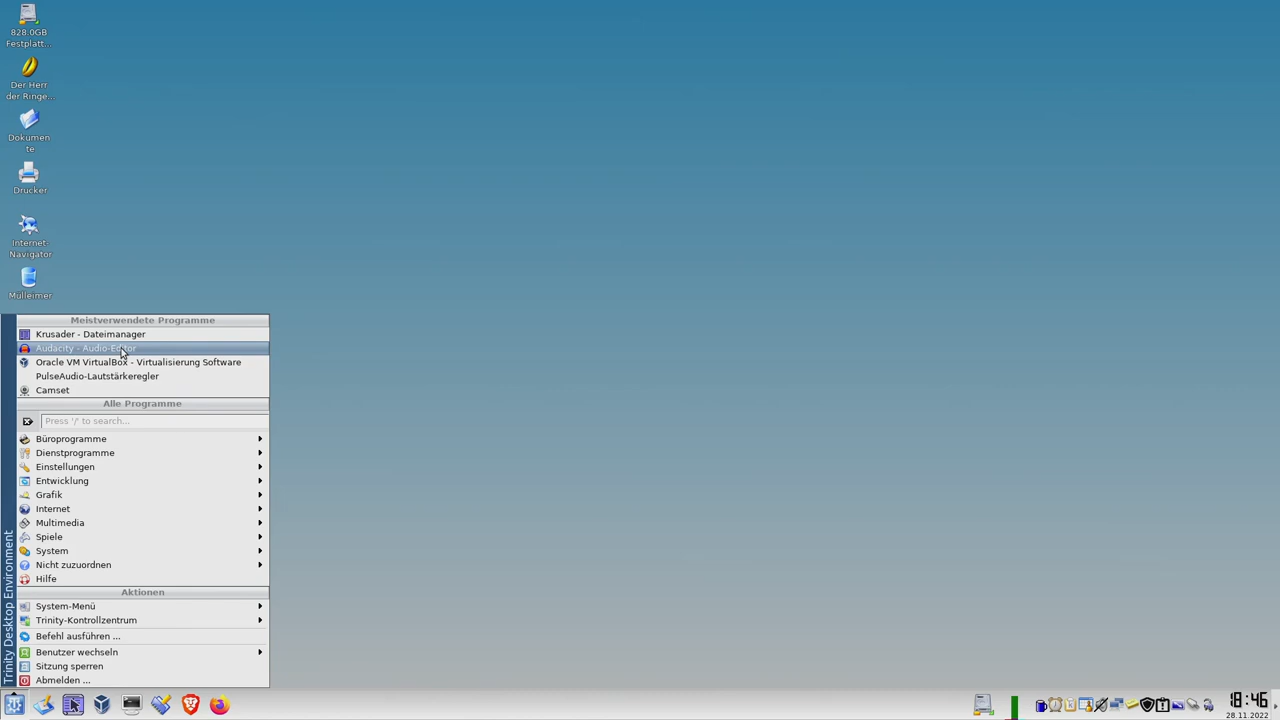 828.0GB
Festplatt...
Der Herr
der Ringe...
Dokumen
te
Drucker
Internet-
Navigator
Mülleimer
Meistverwendete Programme
Krusader - Dateimanager
Audacity - Audio-Editor
Oracle VM VirtualBox - Virtualisierung Software
PulseAudio-Lautstärkeregler
Camset
Alle Programme
Press '/' to search...
Büroprogramme
Dienstprogramme
Einstellungen
Entwicklung
Grafik
Internet
Multimedia
Spiele
System
Nicht zuzuordnen
Hilfe
Aktionen
System-Menü
Trinity-Kontrollzentrum
Befehl ausführen ...
Benutzer wechseln
Sitzung sperren
Abmelden ...
Trinity Desktop Environment
18:46
28.11.2022